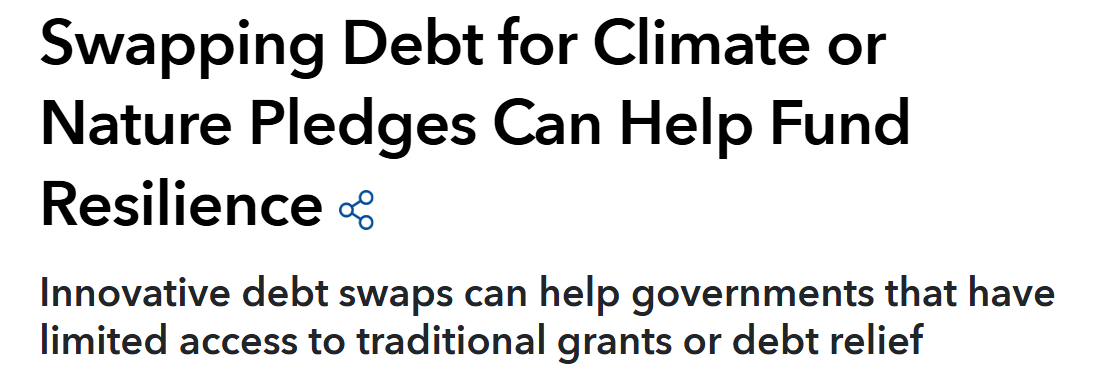 Swapping Debt for Climate or
Nature Pledges Can Help Fund
Resilience
Innovative debt swaps can help governments that have
limited access to traditional grants or debt relief